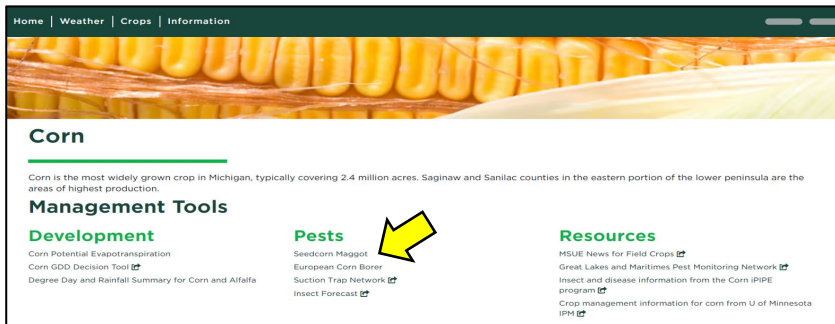 Home | Weather | Crops | Information
Corn
Corn is the most widely grown crop in Michigan, typically covering 2.4 million acres. Saginaw and Sanilac counties in the eastern portion of the lower peninsula are the
areas of highest production.
Management Tools
Development
Corn Potential Evapotranspiration
Corn GDD Decision Tool
Degree Day and Rainfall Summary for Corn and Alfalfa
Pests
Seedcorn Maggot
European Corn Borer
Suction Trap Network
Insect Forecast
Resources
MSUE News for Field Crops
Great Lakes and Maritimes Pest Monitoring Network
Insect and disease information from the Corn iPIPE
program
Crop management information for corn from U of Minnesota
IPM